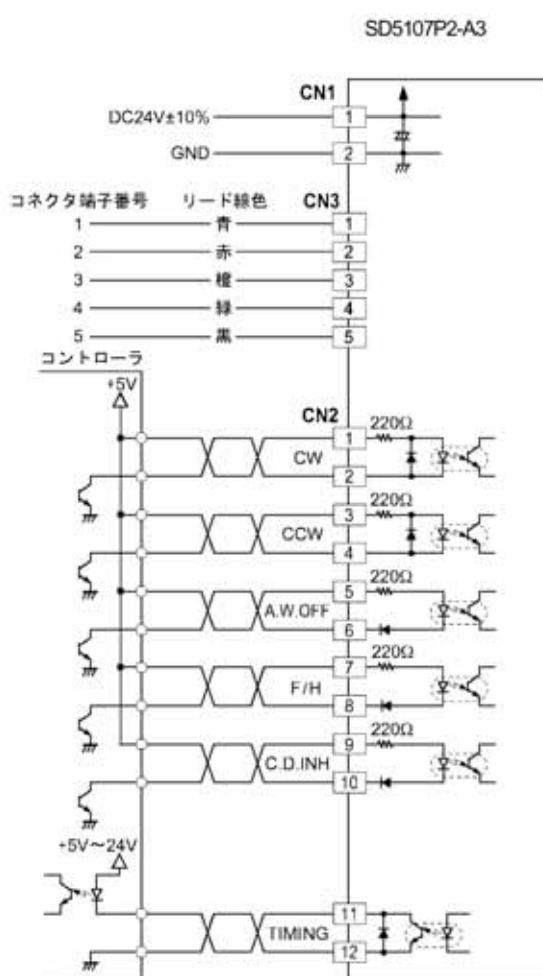 SD5107P2-A3
CN1
DC24V±10% 1
GND 2
コネクタ端子番号 リード線色 CN3
1 青 1
2 赤 2
3 橙 3
4 緑 4
5 黒 5
コントローラ
+5V
CN2
220Ω
1
CW
2
220Ω
3
CCW
4
220Ω
5
A.W.OFF
6
220Ω
7
F/H
8
220Ω
9
C.D.INH
10
+5V～24V
11
TIMING
12